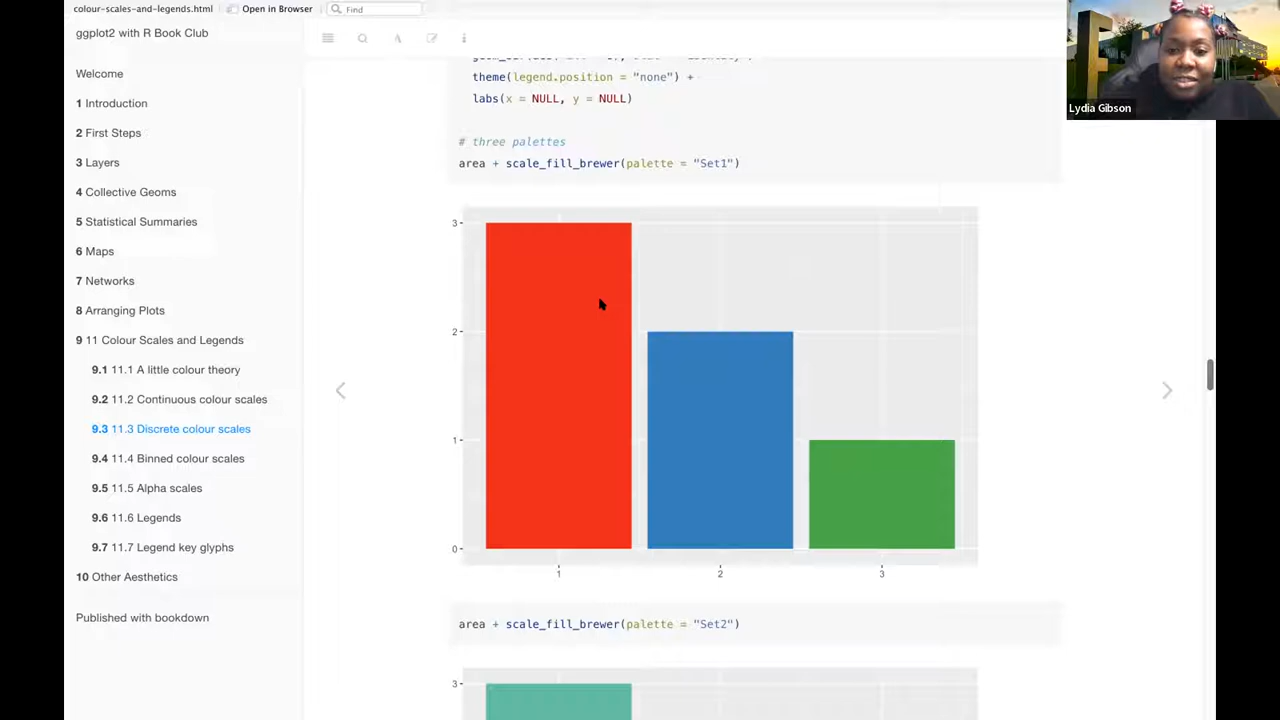 colour-scales-and-legends.html
Open in Browser
Find
ggplot2 with R Book Club
Welcome
1 Introduction
2 First Steps
3 Layers
4 Collective Geoms
5 Statistical Summaries
6 Maps
7 Networks
8 Arranging Plots
9 11 Colour Scales and Legends
9.1 11.1 A little colour theory
9.2 11.2 Continuous colour scales
9.3 11.3 Discrete colour scales
9.4 11.4 Binned colour scales
9.5 11.5 Alpha scales
9.6 11.6 Legends
9.7 11.7 Legend key glyphs
10 Other Aesthetics
Published with bookdown
theme(legend.position = "none") +
labs(x = NULL, y = NULL)
# three palettes
area + scale_fill_brewer(palette = "Set1")
3
2
1
0
1 2 3
area + scale_fill_brewer(palette = "Set2")
3
Lydia Gibson